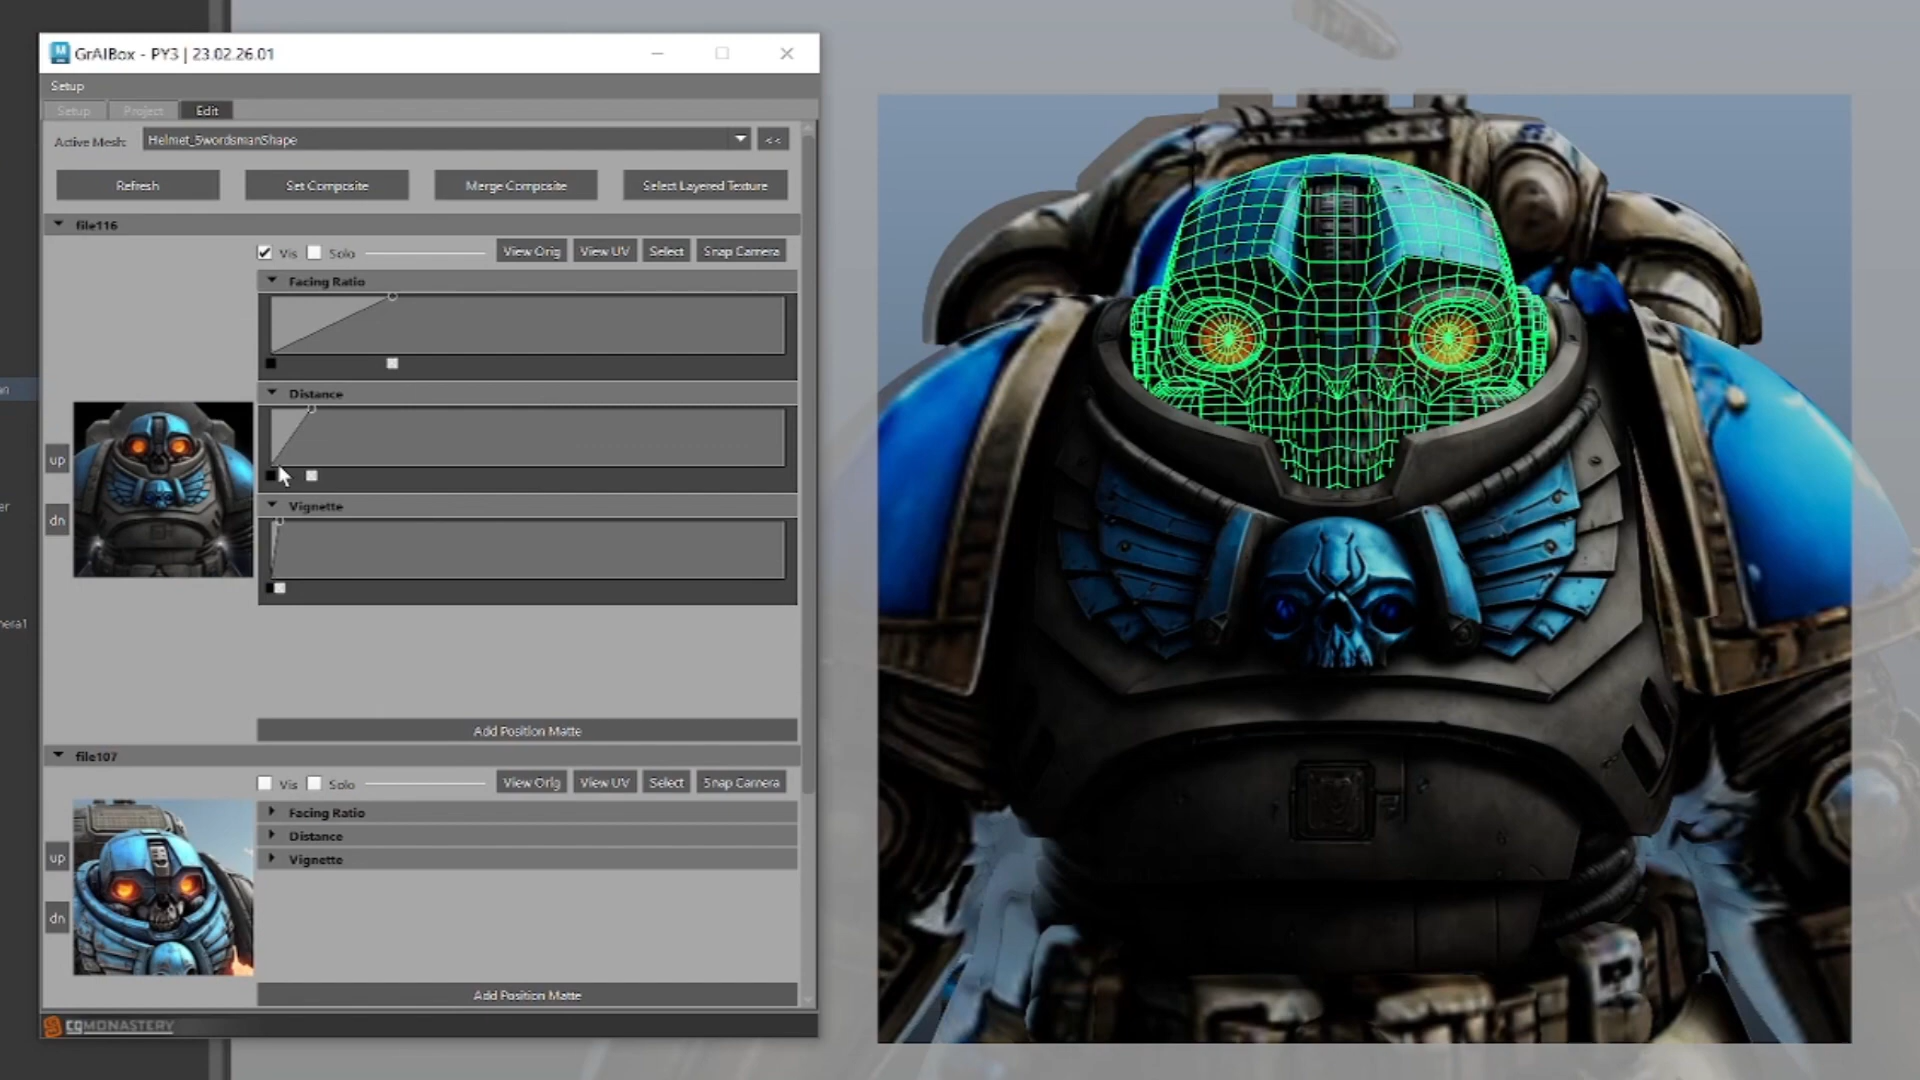 GrAIBox - PY3 | 23.02.26.01
Setup
Setup Project Edit
Active Mesh: Helmet_SwordsmanShape <<
Refresh Set Composite Merge Composite Select Layered Texture
file116
Vis Solo View Orig View UV Select Snap Camera
Facing Ratio
Distance
up
Vignette
dn
Add Position Matte
file107
Vis Solo View Orig View UV Select Snap Camera
Facing Ratio
Distance
up
Vignette
dn
Add Position Matte
CGMONASTERY